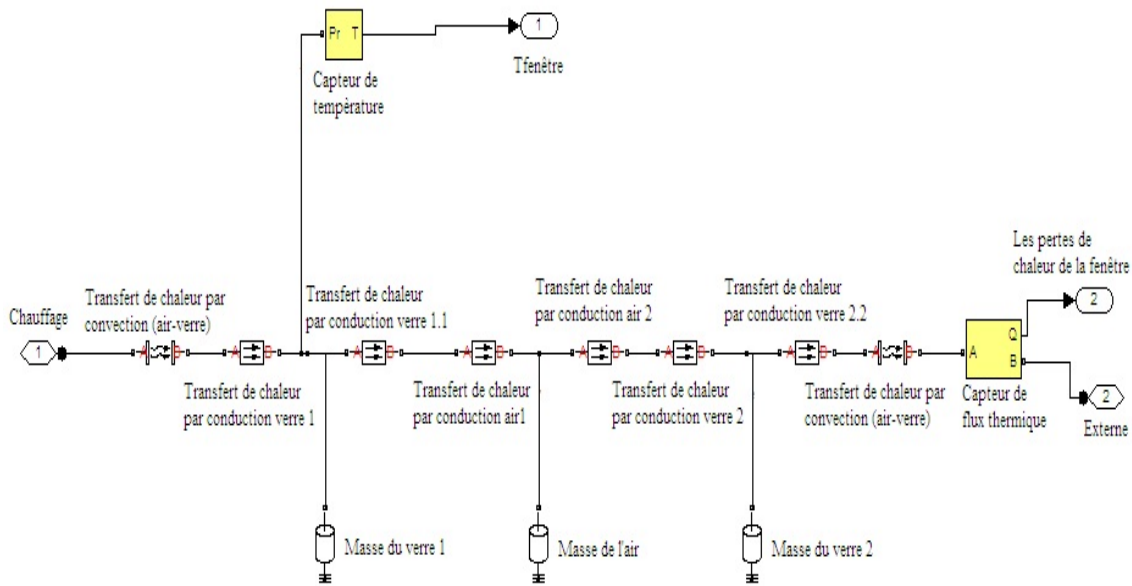 Pr T
1
Capteur de
tempèrature
Tfenêtre
Les pertes de
chaleur de la fenêtre
2
Chauffage
1
Transfert de chaleur par
convection (air-verre)
A B
Transfert de chaleur
par conduction verre 1
A B
Transfert de chaleur
par conduction verre 1.1
A B
Transfert de chaleur
par conduction air1
A B
Transfert de chaleur
par conduction air 2
A B
Transfert de chaleur
par conduction verre 2
A B
Transfert de chaleur
par conduction verre 2.2
A B
Transfert de chaleur par
convection (air-verre)
A B
A Q B
Capteur de
flux thermique
2
Externe
Masse du verre 1
Masse de l'air
Masse du verre 2